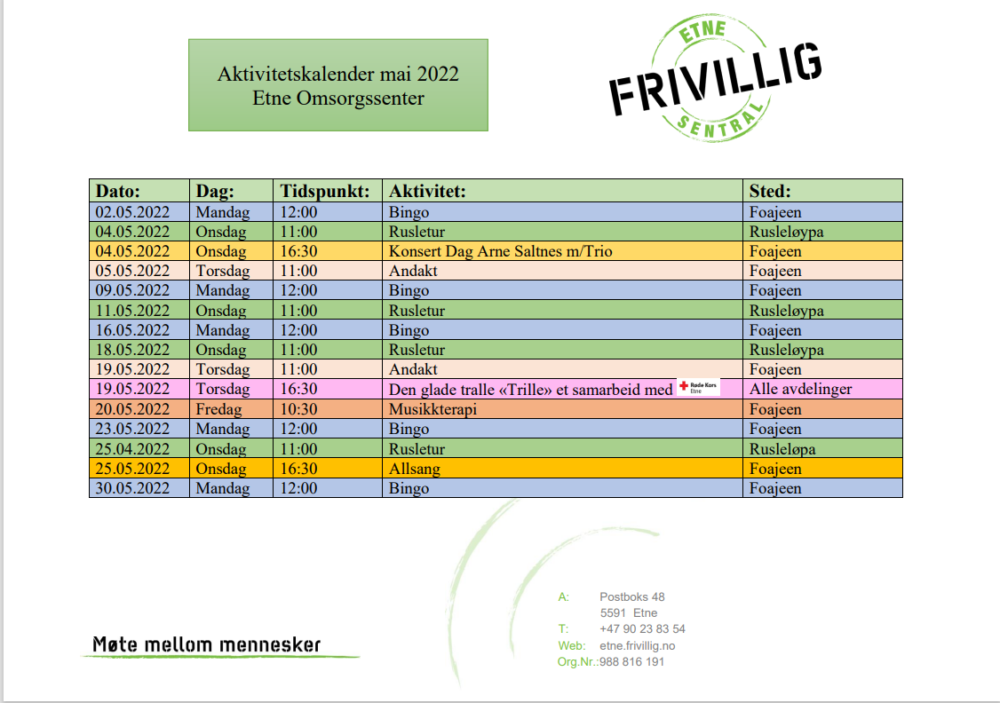 ETNE
FRIVILLIG
SENTRAL
Aktivitetskalender mai 2022
Etne Omsorgssenter
Dato: Dag: Tidspunkt: Aktivitet: Sted:
02.05.2022 Mandag 12:00 Bingo Foajeen
04.05.2022 Onsdag 11:00 Rusletur Rusleløypa
04.05.2022 Onsdag 16:30 Konsert Dag Arne Saltnes m/Trio Foajeen
05.05.2022 Torsdag 11:00 Andakt Foajeen
09.05.2022 Mandag 12:00 Bingo Foajeen
11.05.2022 Onsdag 11:00 Rusletur Rusleløypa
16.05.2022 Mandag 12:00 Bingo Foajeen
18.05.2022 Onsdag 11:00 Rusletur Rusleløypa
19.05.2022 Torsdag 11:00 Andakt Foajeen
19.05.2022 Torsdag 16:30 Den glade tralle «Trille» et samarbeid med Røde Kors Etne Alle avdelinger
20.05.2022 Fredag 10:30 Musikkterapi Foajeen
23.05.2022 Mandag 12:00 Bingo Foajeen
25.04.2022 Onsdag 11:00 Rusletur Rusleløpa
25.05.2022 Onsdag 16:30 Allsang Foajeen
30.05.2022 Mandag 12:00 Bingo Foajeen
Møte mellom mennesker
A: Postboks 48
5591 Etne
T: +47 90 23 83 54
Web: etne.frivillig.no
Org.Nr.:988 816 191